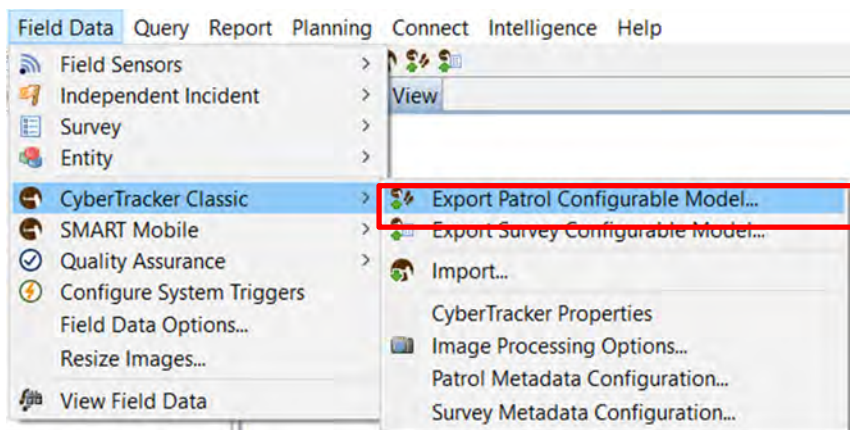 Field Data Query Report Planning Connect Intelligence Help
Field Sensors
Independent Incident
View
Survey
Entity
CyberTracker Classic
Export Patrol Configurable Model...
SMART Mobile
Export Survey Configurable Model...
Quality Assurance
Import...
Configure System Triggers
CyberTracker Properties
Field Data Options...
Image Processing Options...
Resize Images...
Patrol Metadata Configuration...
View Field Data
Survey Metadata Configuration...